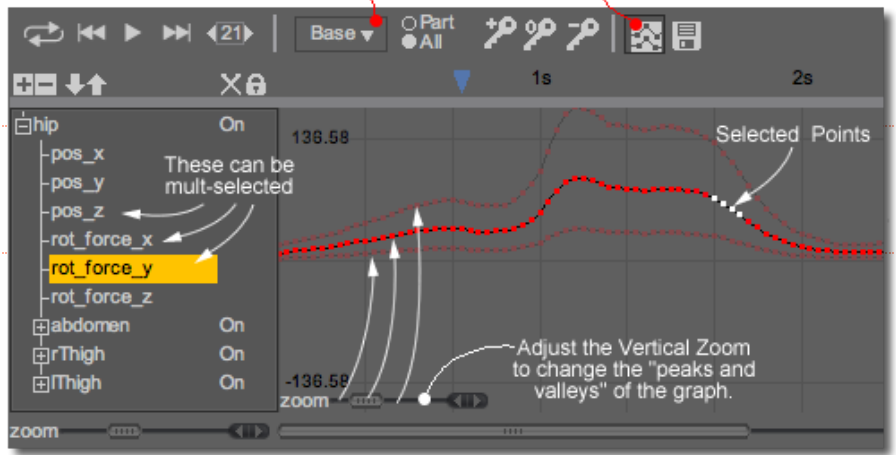 21
Base
Part
All
1s
2s
hip On
136.58
Selected Points
pos_x
These can be
mult-selected
pos_y
pos_z
rot_force_x
rot_force_y
rot_force_z
abdomen On
rThigh On
lThigh On
Adjust the Vertical Zoom
to change the "peaks and
valleys" of the graph.
-136.58
zoom
zoom